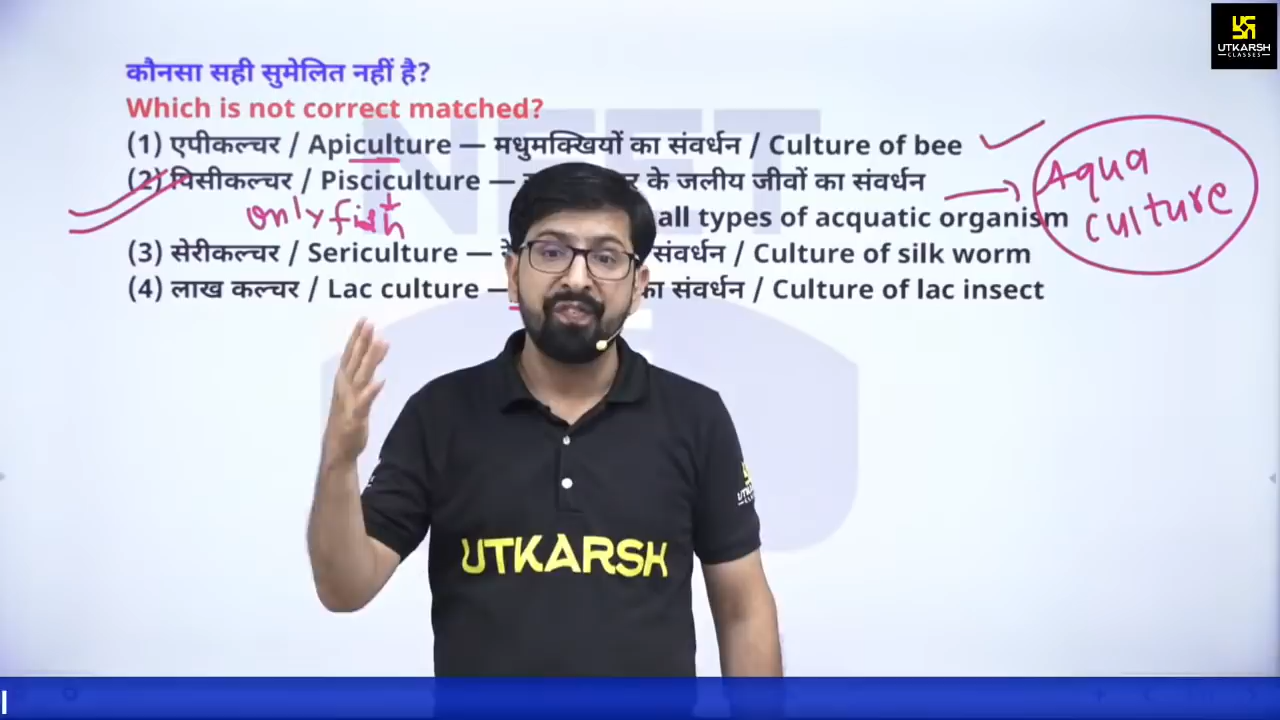 UTKARSH
CLASSES
कौनसा सही सुमेलित नहीं है?
Which is not correct matched?
(1) एपीकल्चर / Apiculture — मधुमक्खियों का संवर्धन / Culture of bee
(2) पिसीकल्चर / Pisciculture — के जलीय जीवों का संवर्धन
Aqua
culture
only fish
all types of acquatic organism
(3) सेरीकल्चर / Sericulture — संवर्धन / Culture of silk worm
(4) लाख कल्चर / Lac culture — का संवर्धन / Culture of lac insect
UTKARSH